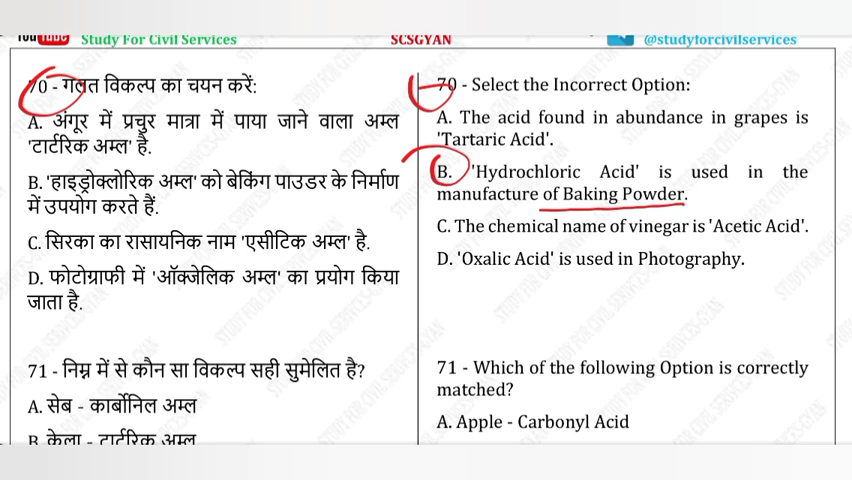 You Tube Study For Civil Services SCSGYAN @studyforcivilservices
70 - गलत विकल्प का चयन करें:
A. अंगूर में प्रचुर मात्रा में पाया जाने वाला अम्ल
'टार्टरिक अम्ल' है.
B. 'हाइड्रोक्लोरिक अम्ल' को बेकिंग पाउडर के निर्माण
में उपयोग करते हैं.
C. सिरका का रासायनिक नाम 'एसीटिक अम्ल' है.
D. फोटोग्राफी में 'ऑक्जेलिक अम्ल' का प्रयोग किया
जाता है.
71 - निम्न में से कौन सा विकल्प सही सुमेलित है?
A. सेब - कार्बोनिल अम्ल
B. केला - टार्टरिक अम्ल
70 - Select the Incorrect Option:
A. The acid found in abundance in grapes is
'Tartaric Acid'.
B. 'Hydrochloric Acid' is used in the
manufacture of Baking Powder.
C. The chemical name of vinegar is 'Acetic Acid'.
D. 'Oxalic Acid' is used in Photography.
71 - Which of the following Option is correctly
matched?
A. Apple - Carbonyl Acid